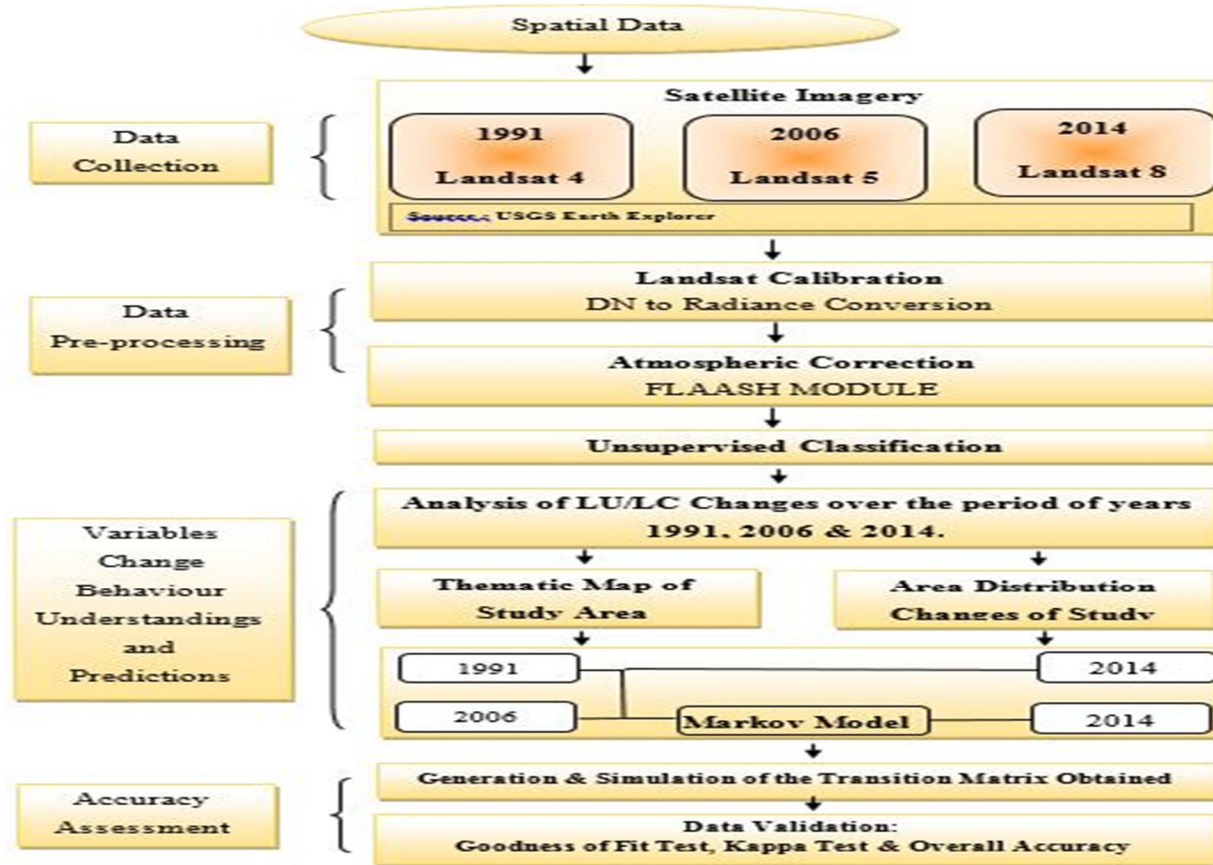 Spatial Data
Satellite Imagery
Data
Collection
1991
Landsat 4
2006
Landsat 5
2014
Landsat 8
Source : USGS Earth Explorer
Data
Pre-processing
Landsat Calibration
DN to Radiance Conversion
Atmospheric Correction
FLAASH MODULE
Unsupervised Classification
Variables
Change
Behaviour
Understandings
and
Predictions
Analysis of LU/LC Changes over the period of years
1991, 2006 & 2014.
Thematic Map of
Study Area
Area Distribution
Changes of Study
1991
2014
2006
Markov Model
2014
Accuracy
Assessment
Generation & Simulation of the Transition Matrix Obtained
Data Validation:
Goodness of Fit Test, Kappa Test & Overall Accuracy